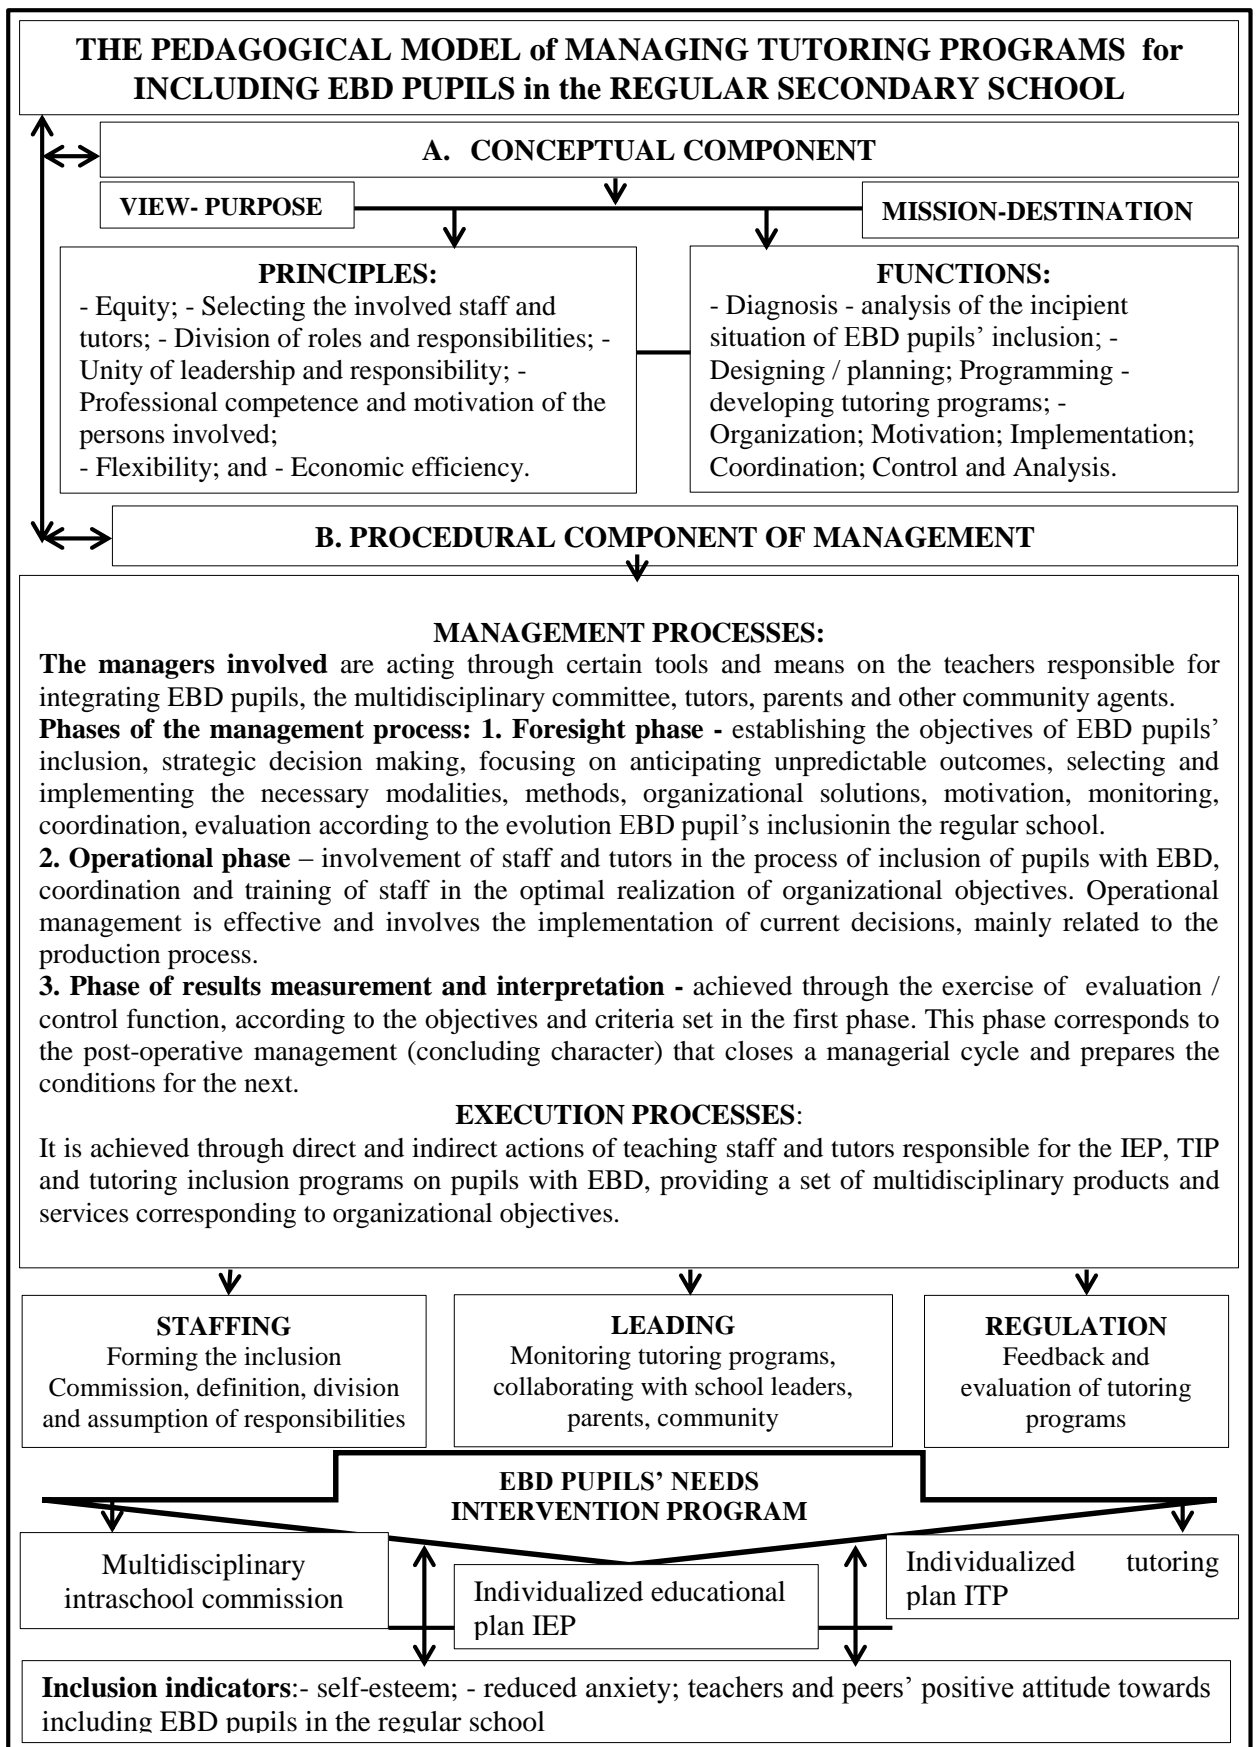 THE PEDAGOGICAL MODEL of MANAGING TUTORING PROGRAMS for
INCLUDING EBD PUPILS in the REGULAR SECONDARY SCHOOL
A. CONCEPTUAL COMPONENT
VIEW- PURPOSE
MISSION-DESTINATION
PRINCIPLES:
- Equity; - Selecting the involved staff and
tutors; - Division of roles and responsibilities; -
Unity of leadership and responsibility; -
Professional competence and motivation of the
persons involved;
- Flexibility; and - Economic efficiency.
FUNCTIONS:
- Diagnosis - analysis of the incipient
situation of EBD pupils’ inclusion; -
Designing / planning; Programming -
developing tutoring programs; -
Organization; Motivation; Implementation;
Coordination; Control and Analysis.
B. PROCEDURAL COMPONENT OF MANAGEMENT
MANAGEMENT PROCESSES:
The managers involved are acting through certain tools and means on the teachers responsible for
integrating EBD pupils, the multidisciplinary committee, tutors, parents and other community agents.
Phases of the management process: 1. Foresight phase - establishing the objectives of EBD pupils’
inclusion, strategic decision making, focusing on anticipating unpredictable outcomes, selecting and
implementing the necessary modalities, methods, organizational solutions, motivation, monitoring,
coordination, evaluation according to the evolution EBD pupil’s inclusionin the regular school.
2. Operational phase – involvement of staff and tutors in the process of inclusion of pupils with EBD,
coordination and training of staff in the optimal realization of organizational objectives. Operational
management is effective and involves the implementation of current decisions, mainly related to the
production process.
3. Phase of results measurement and interpretation - achieved through the exercise of evaluation /
control function, according to the objectives and criteria set in the first phase. This phase corresponds to
the post-operative management (concluding character) that closes a managerial cycle and prepares the
conditions for the next.
EXECUTION PROCESSES:
It is achieved through direct and indirect actions of teaching staff and tutors responsible for the IEP, TIP
and tutoring inclusion programs on pupils with EBD, providing a set of multidisciplinary products and
services corresponding to organizational objectives.
STAFFING
Forming the inclusion
Commission, definition, division
and assumption of responsibilities
LEADING
Monitoring tutoring programs,
collaborating with school leaders,
parents, community
REGULATION
Feedback and
evaluation of tutoring
programs
EBD PUPILS’ NEEDS
INTERVENTION PROGRAM
Multidisciplinary
intraschool commission
Individualized educational
plan IEP
Individualized tutoring
plan ITP
Inclusion indicators:- self-esteem; - reduced anxiety; teachers and peers’ positive attitude towards
including EBD pupils in the regular school